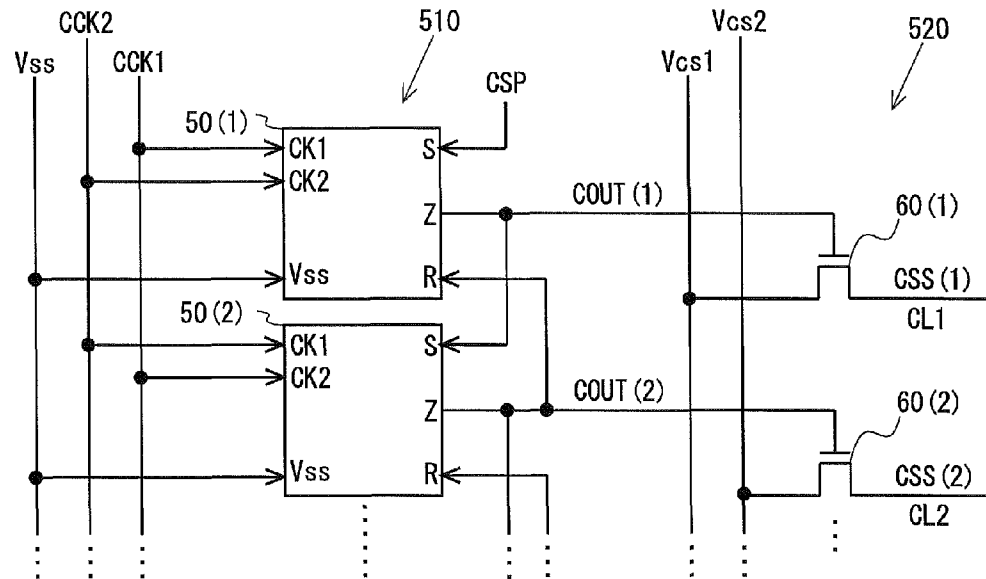 CCK2
510
Vcs2
520
Vss
CCK1
CSP
Vcs1
50(1)
CK1
S
CK2
COUT(1)
60(1)
Z
Vss
R
CSS(1)
CL1
50(2)
CK1
S
CK2
COUT(2)
60(2)
Z
Vss
R
CSS(2)
CL2